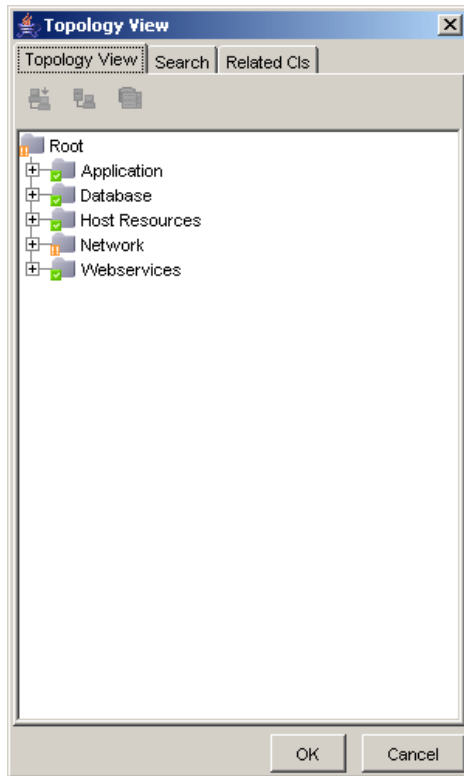 Topology View
Topology View Search Related CIs
Root
Application
Database
Host Resources
Network
Webservices
OK Cancel